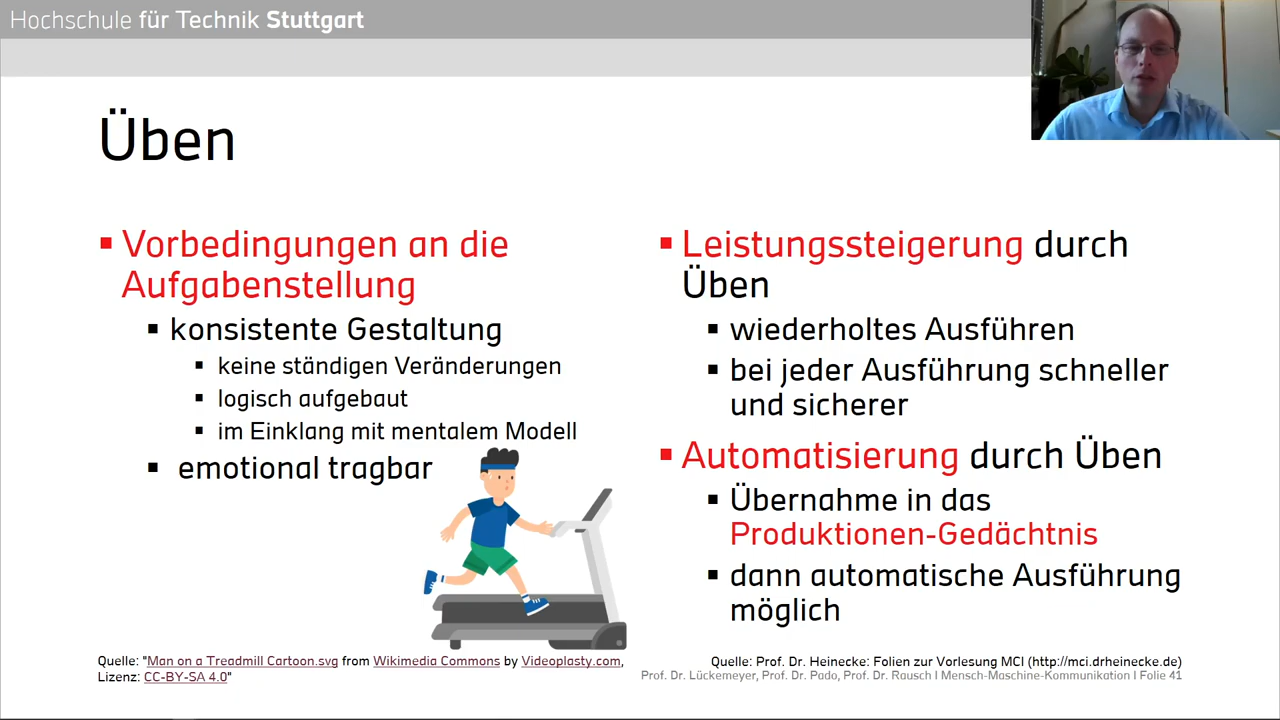 Hochschule für Technik Stuttgart
Üben
Vorbedingungen an die
Aufgabenstellung
konsistente Gestaltung
keine ständigen Veränderungen
logisch aufgebaut
im Einklang mit mentalem Modell
emotional tragbar
Leistungssteigerung durch
Üben
wiederholtes Ausführen
bei jeder Ausführung schneller
und sicherer
Automatisierung durch Üben
Übernahme in das
Produktionen-Gedächtnis
dann automatische Ausführung
möglich
Quelle: "Man on a Treadmill Cartoon.svg from Wikimedia Commons by Videoplasty.com,
Lizenz: CC-BY-SA 4.0"
Quelle: Prof. Dr. Heinecke: Folien zur Vorlesung MCI (http://mci.drheinecke.de)
Prof. Dr. Lückemeyer, Prof. Dr. Pado, Prof. Dr. Rausch I Mensch-Maschine-Kommunikation I Folie 41